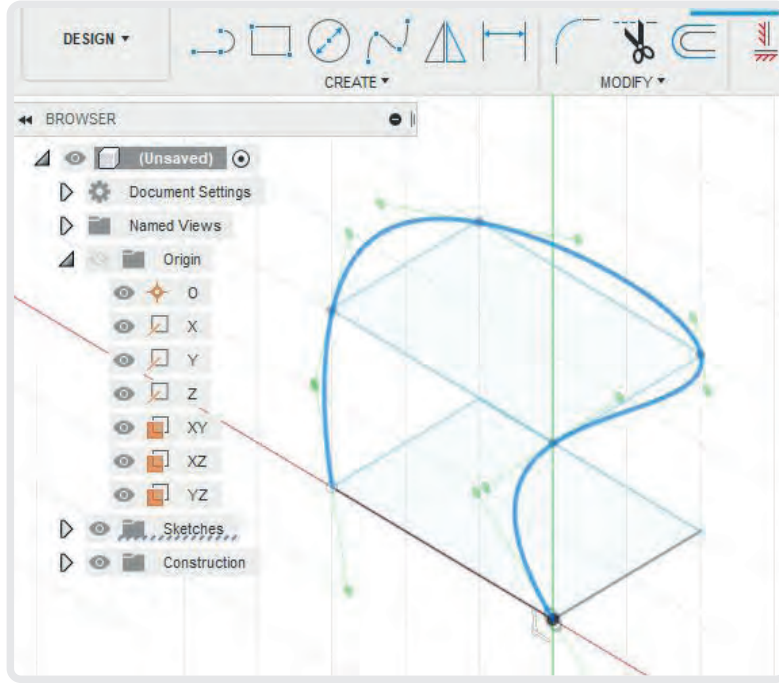 DESIGN ▾
CREATE ▾
MODIFY ▾
BROWSER
(Unsaved)
Document Settings
Named Views
Origin
O
X
Y
Z
XY
XZ
YZ
Sketches
Construction